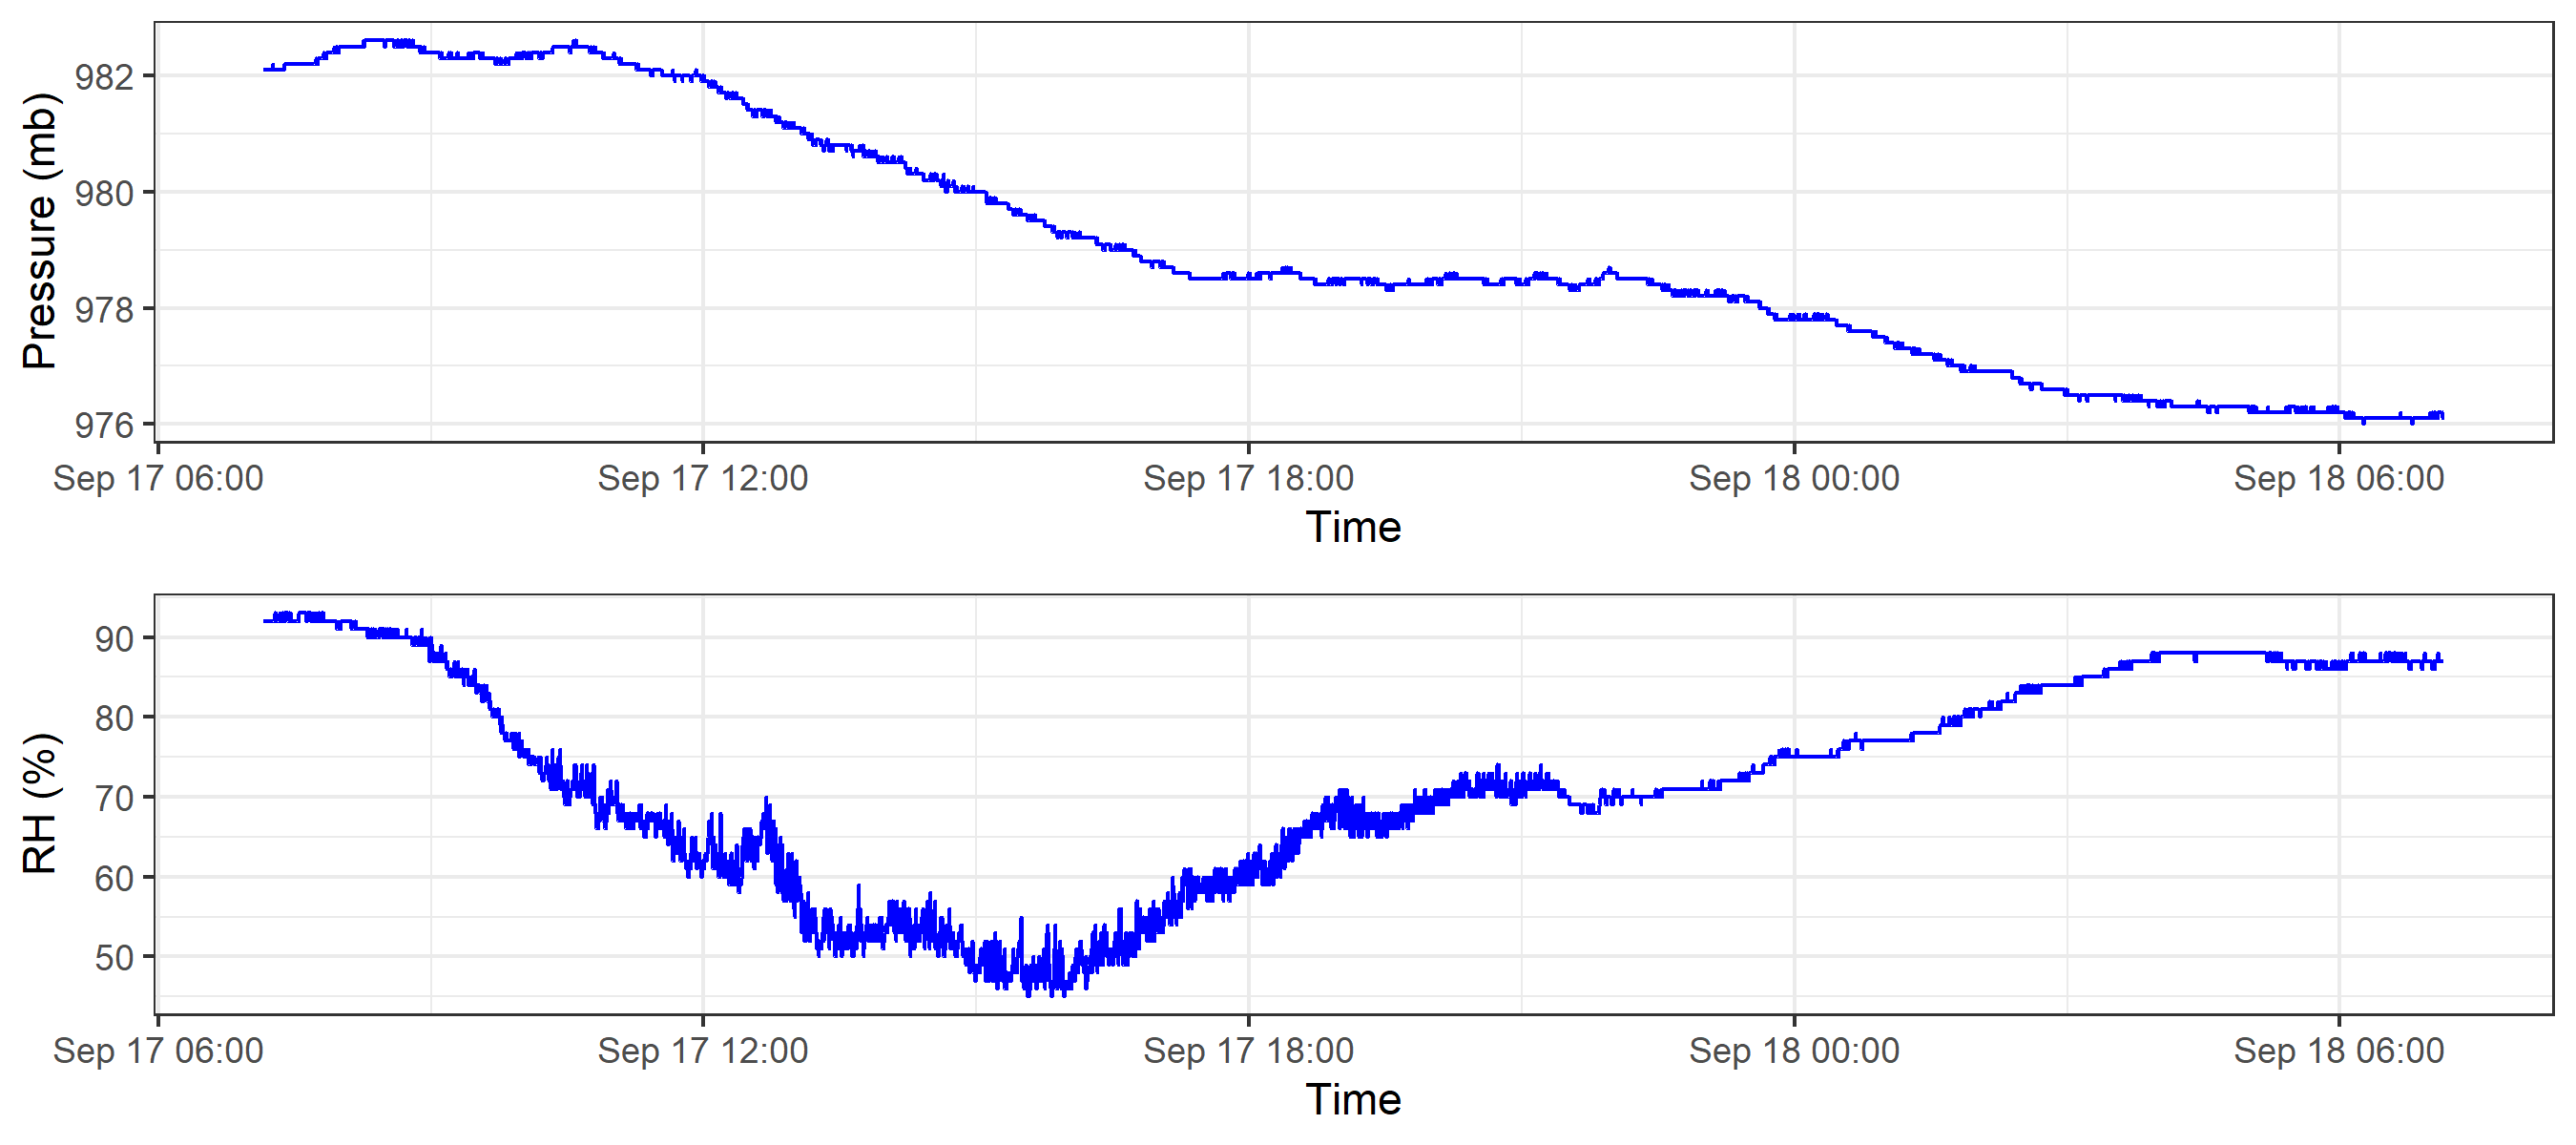 Pressure (mb)
982
980
978
976
Sep 17 06:00
Sep 17 12:00
Sep 17 18:00
Sep 18 00:00
Sep 18 06:00
Time
RH (%)
90
80
70
60
50
Sep 17 06:00
Sep 17 12:00
Sep 17 18:00
Sep 18 00:00
Sep 18 06:00
Time